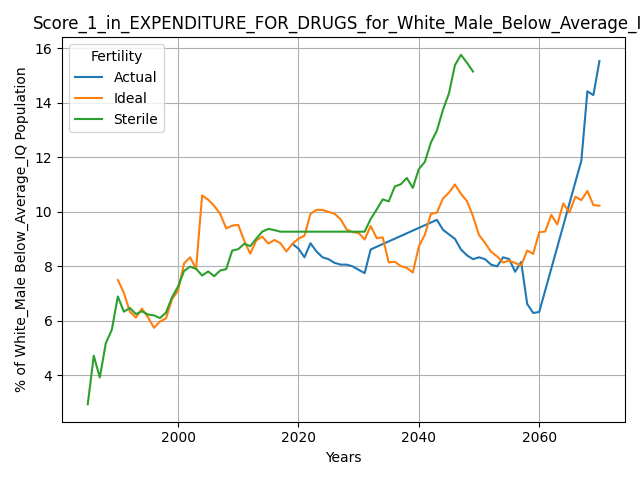 Score_1_in_EXPENDITURE_FOR_DRUGS_for_White_Male_Below_Average_I
Fertility
Actual
Ideal
Sterile
% of White_Male Below_Average_IQ Population
16
14
12
10
8
6
4
2000
2020
2040
2060
Years